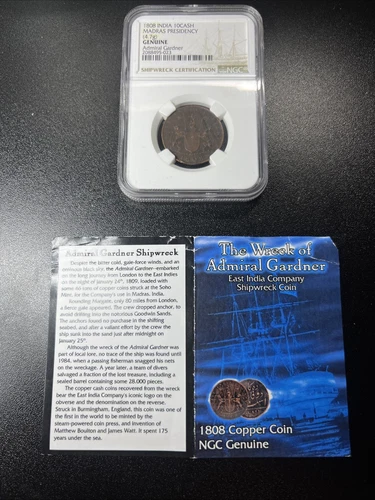 1808 INDIA 10CASH
MADRAS PRESIDENCY
(4.7g)
GENUINE
Admiral Gardner
SHIPWRECK CERTIFICATION
NGC
Admiral Gardner Shipwreck
Despite the bitter cold, gale-force winds, and an
ominous black sky, the Admiral Gardner embarked
on the long journey from London to the East Indies
on the night of January 24th, 1809, loaded with
some 46 tons of copper coins struck at the Soho
Mint, for the Company's use in Madras, India.
Rounding Margate, only 60 miles from London,
a fierce gale appeared. The crew dropped anchor, to
avoid drifting into the notorious Goodwin Sands.
The anchors found no purchase in the shifting
seabed, and after a valiant effort by the crew the
ship sank into the sand just after midnight on
January 25th.
Although the wreck of the Admiral Gardner was
part of local lore, no trace of the ship was found until
1984, when a passing fisherman snagged his nets
on the wreckage. A year later, a team of divers
salvaged a fraction of the lost treasure, including a
sealed barrel containing some 28,000 pieces.
The copper cash coins recovered from the wreck
bear the East India Company's iconic logo on the
obverse and the denomination on the reverse.
Struck in Birmingham, England, this coin was one of
the first in the world to be minted by the
steam-powered coin press, and invention of
Matthew Boulton and James Watt. It spent 175
years under the sea.
The Wreck of
Admiral Gardner
East India Company
Shipwreck Coin
1808 Copper Coin
NGC Genuine